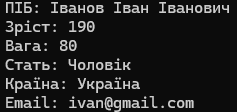 ПІБ: Іванов Іван Іванович
Зріст: 190
Вага: 80
Стать: Чоловік
Країна: Україна
Email: ivan@gmail.com